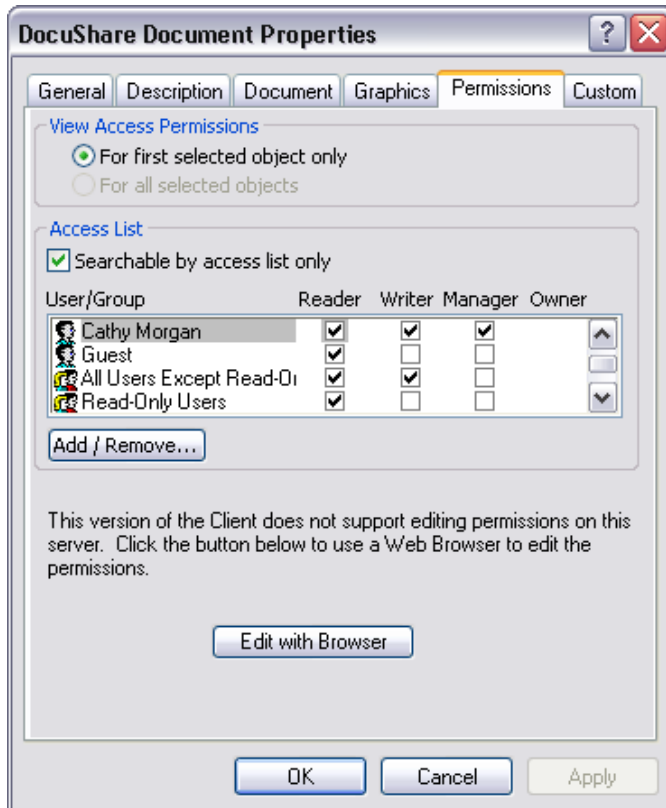 DocuShare Document Properties
General Description Document Graphics Permissions Custom
View Access Permissions
For first selected object only
For all selected objects
Access List
Searchable by access list only
User/Group Reader Writer Manager Owner
Cathy Morgan
Guest
All Users Except Read-Or
Read-Only Users
Add / Remove...
This version of the Client does not support editing permissions on this
server. Click the button below to use a Web Browser to edit the
permissions.
Edit with Browser
OK Cancel Apply